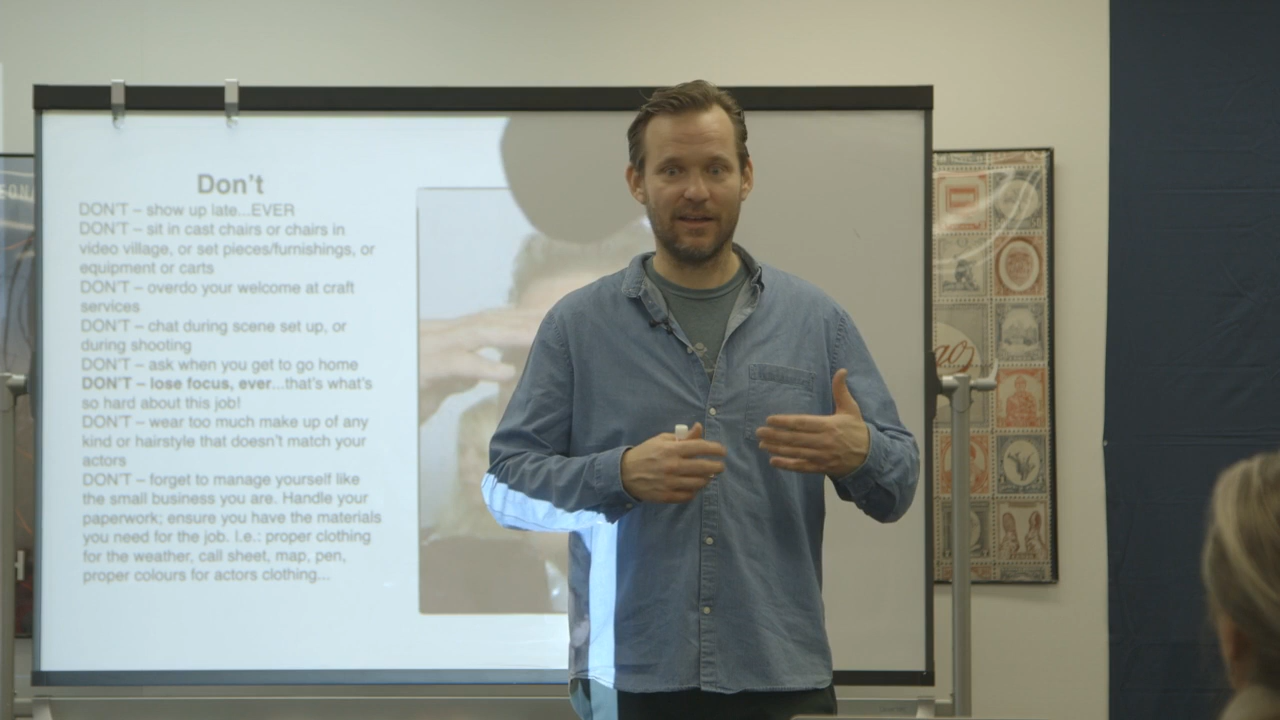 Don't
DON'T – show up late...EVER
DON'T – sit in cast chairs or chairs in
video village, or set pieces/furnishings, or
equipment or carts
DON'T – overdo your welcome at craft
services
DON'T – chat during scene set up, or
during shooting
DON'T – ask when you get to go home
DON'T – lose focus, ever...that's what's
so hard about this job!
DON'T – wear too much make up of any
kind or hairstyle that doesn't match your
actors
DON'T – forget to manage yourself like
the small business you are. Handle your
paperwork; ensure you have the materials
you need for the job. I.e.: proper clothing
for the weather, call sheet, map, pen,
proper colours for actors clothing...